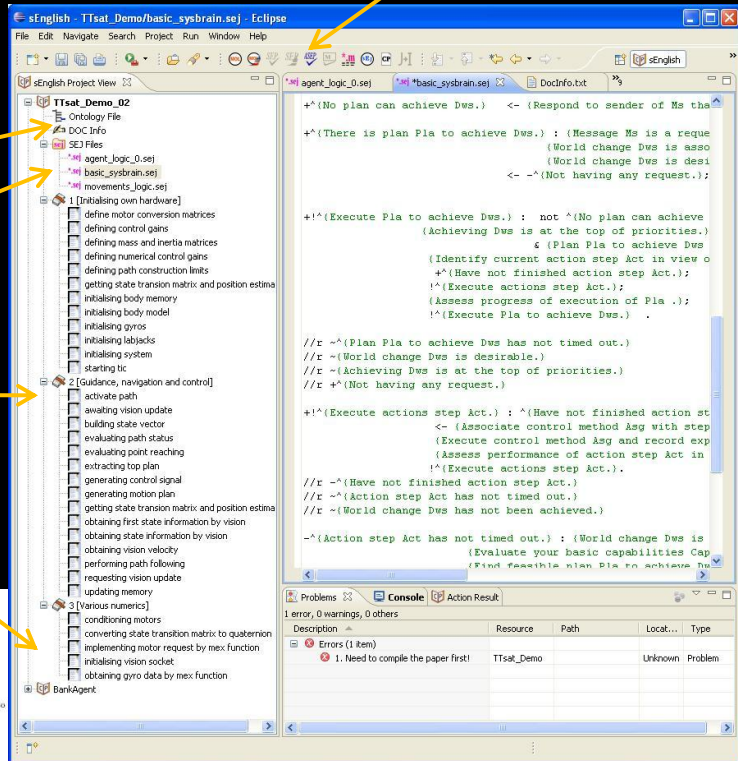 sEnglish - TTsat_Demo/basic_sysbrain.sej - Eclipse
File Edit Navigate Search Project Run Window Help
sEnglish
sEnglish Project View
TTsat_Demo_02
Ontology File
DOC Info
SEJ Files
agent_logic_0.sej
basic_sysbrain.sej
movements_logic.sej
1 [Initialising own hardware]
define motor conversion matrices
defining control gains
defining mass and inertia matrices
defining numerical control gains
defining path construction limits
getting state transition matrix and position estima
initialising body memory
initialising body model
initialising gyros
initialising labjacks
initialising system
starting tic
2 [Guidance, navigation and control]
activate path
awaiting vision update
building state vector
evaluating path status
evaluating point reaching
extracting top plan
generating control signal
generating motion plan
getting state transion matrix and position estima
obtaining first state information by vision
obtaining state information by vision
obtaining vision velocity
performing path following
requesting vision update
updating memory
3 [Various numerics]
conditioning motors
converting state transition matrix to quaternion
implementing motor request by mex function
initialising vision socket
obtaining gyro data by mex function
BankAgent
agent_logic_0.sej *basic_sysbrain.sej DocInfo.txt »9
+^{No plan can achieve Dws.} <- {Respond to sender of Ms tha
+^{There is plan Pla to achieve Dws.} : {Message Ms is a reque
{World change Dws is asso
{World change Dws is desi
<- -^{Not having any request.};
+!^{Execute Pla to achieve Dws.} : not ^{No plan can achieve
{Achieving Dws is at the top of priorities.}
& {Plan Pla to achieve Dws
{Identify current action step Act in view o
+^{Have not finished action step Act.};
!^{Execute actions step Act.};
{Assess progress of execution of Pla .};
!^{Execute Pla to achieve Dws.} .
//r ~^{Plan Pla to achieve Dws has not timed out.}
//r ~{World change Dws is desirable.}
//r ~{Achieving Dws is at the top of priorities.}
//r +^{Not having any request.}
+!^{Execute actions step Act.} : ^{Have not finished action st
<- {Associate control method Asg with step
{Execute control method Asg and record exp
{Assess performance of action step Act in
!^{Execute actions step Act.}.
//r -^{Have not finished action step Act.}
//r ~^{Action step Act has not timed out.}
//r ~{World change Dws has not been achieved.}
-^{Action step Act has not timed out.} : {World change Dws is
{Evaluate your basic capabilities Cap
{Find feasible plan Pla to achieve Dw
Problems Console Action Result
1 error, 0 warnings, 0 others
Description Resource Path Locat... Type
Errors (1 item)
1. Need to compile the paper first! TTsat_Demo Unknown Problem